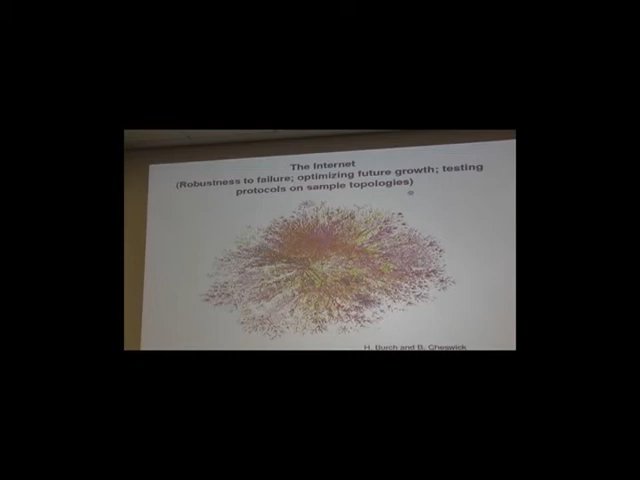 The Internet
(Robustness to failure; optimizing future growth; testing
protocols on sample topologies)
H. Burch and B. Cheswick